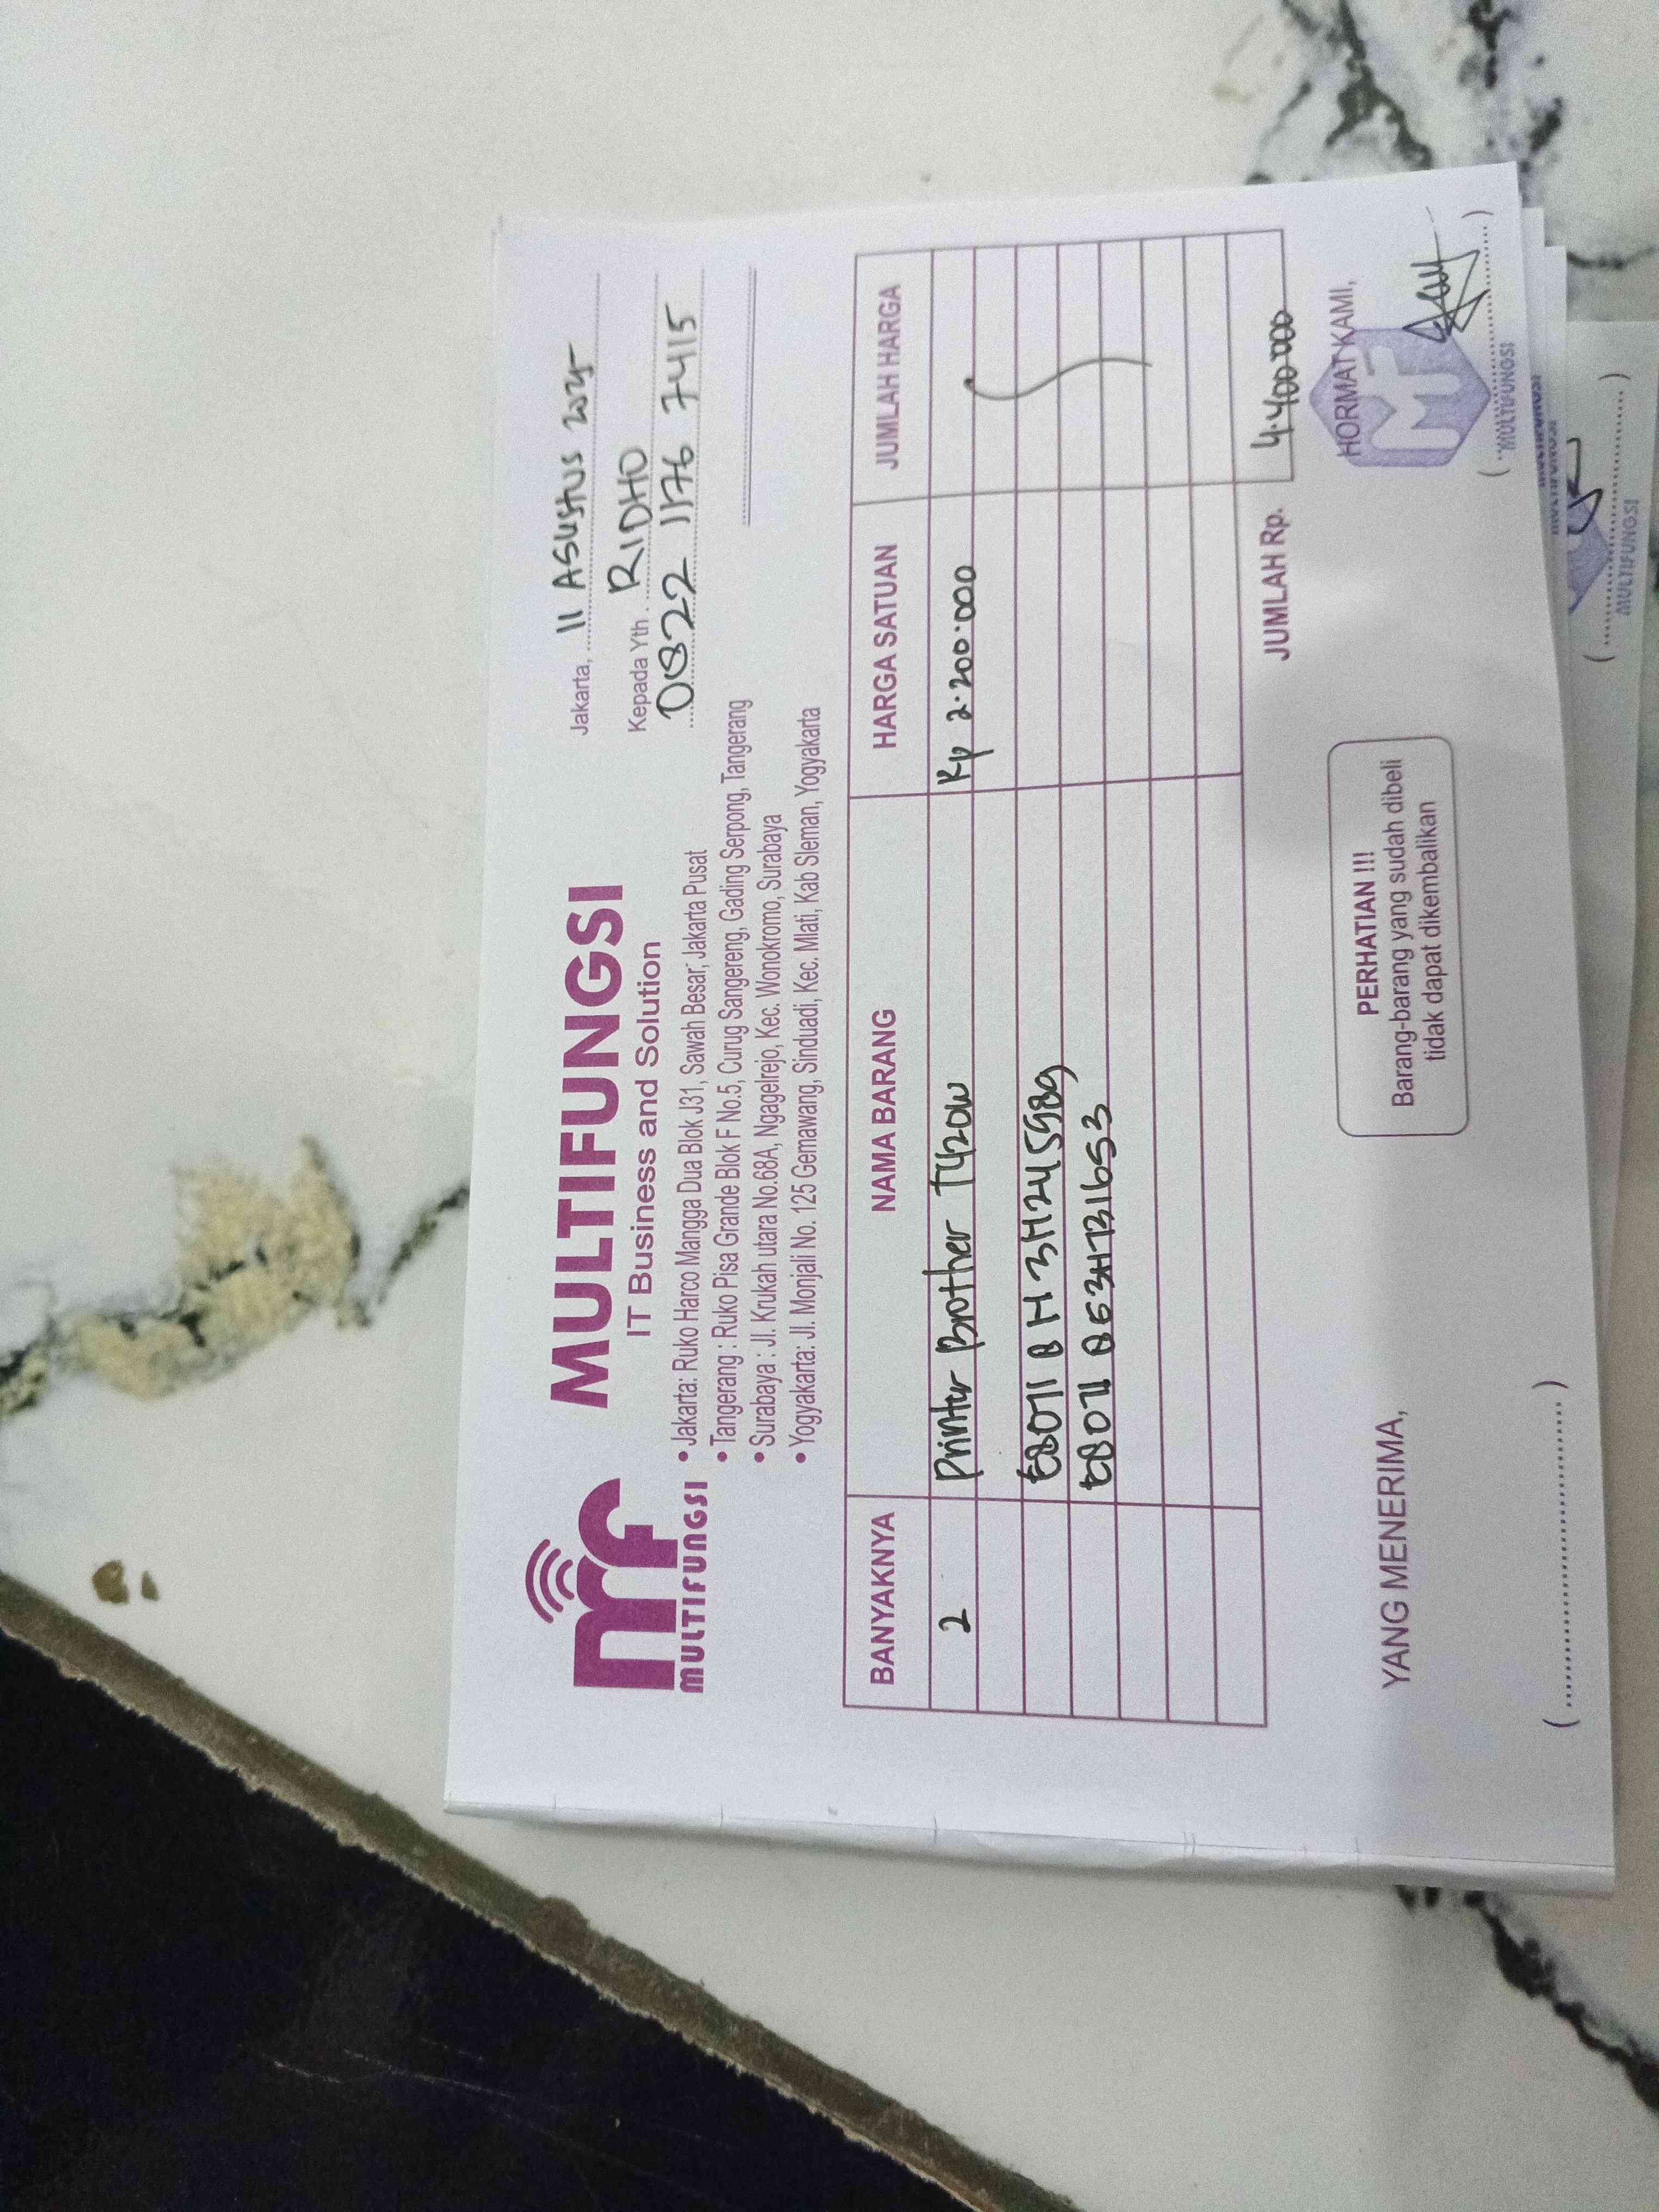 MULTIFUNGSI
MULTIFUNGSI
IT Business and Solution
• Jakarta: Ruko Harco Mangga Dua Blok J31, Sawah Besar, Jakarta Pusat
• Tangerang : Ruko Pisa Grande Blok F No.5, Curug Sangereng, Gading Serpong, Tangerang
• Surabaya : Jl. Krukah utara No.68A, Ngagelrejo, Kec. Wonokromo, Surabaya
• Yogyakarta: Jl. Monjali No. 125 Gemawang, Sinduadi, Kec. Mlati, Kab Sleman, Yogyakarta
Jakarta, 11 Agustus 2025
Kepada Yth. RIDHO
0822 1176 7415
BANYAKNYA NAMA BARANG HARGA SATUAN JUMLAH HARGA
2 Printer Brother T420W Rp 2.200.000
JUMLAH Rp. 4.400.000
PERHATIAN !!!
Barang-barang yang sudah dibeli
tidak dapat dikembalikan
YANG MENERIMA,
HORMAT KAMI,
MULTIFUNGSI
MULTIFUNGSI